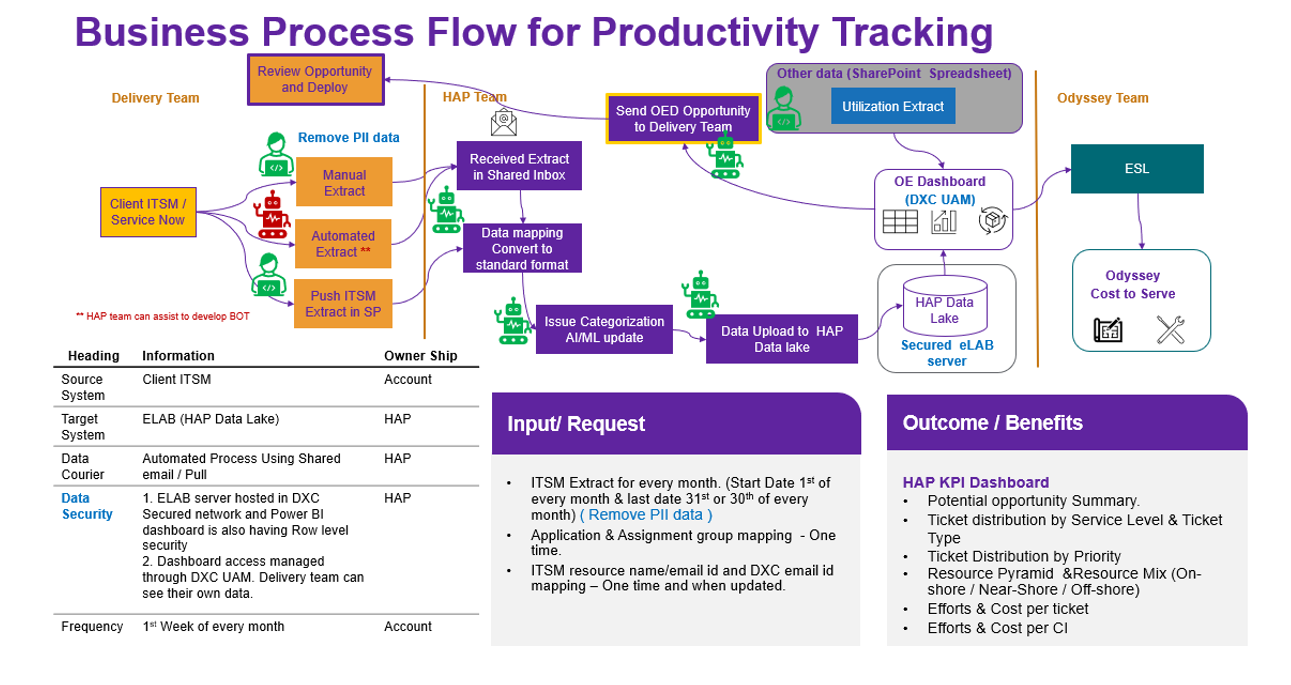 Business Process Flow for Productivity Tracking
Review Opportunity
and Deploy
Delivery Team
HAP Team
Send OED Opportunity
to Delivery Team
Other data (SharePoint Spreadsheet)
Utilization Extract
Odyssey Team
Remove PII data
Manual
Extract
Received Extract
in Shared Inbox
ESL
OE Dashboard
(DXC UAM)
Client ITSM /
Service Now
Automated
Extract **
Data mapping
Convert to
standard format
Push ITSM
Extract in SP
Odyssey
Cost to Serve
HAP Data
Lake
Secured eLAB
server
** HAP team can assist to develop BOT
Issue Categorization
AI/ML update
Data Upload to HAP
Data lake
Heading Information Owner Ship
Source
System
Client ITSM
Account
Target
System
ELAB (HAP Data Lake)
HAP
Data
Courier
Automated Process Using Shared
email / Pull
HAP
Data
Security
1. ELAB server hosted in DXC
Secured network and Power BI
dashboard is also having Row level
security
2. Dashboard access managed
through DXC UAM. Delivery team can
see their own data.
HAP
Frequency
1st Week of every month
Account
Input/ Request
• ITSM Extract for every month. (Start Date 1st of
every month & last date 31st or 30th of every
month) ( Remove PII data )
• Application & Assignment group mapping - One
time.
• ITSM resource name/email id and DXC email id
mapping – One time and when updated.
Outcome / Benefits
HAP KPI Dashboard
• Potential opportunity Summary.
• Ticket distribution by Service Level & Ticket
Type
• Ticket Distribution by Priority
• Resource Pyramid &Resource Mix (On-
shore / Near-Shore / Off-shore)
• Efforts & Cost per ticket
• Efforts & Cost per CI